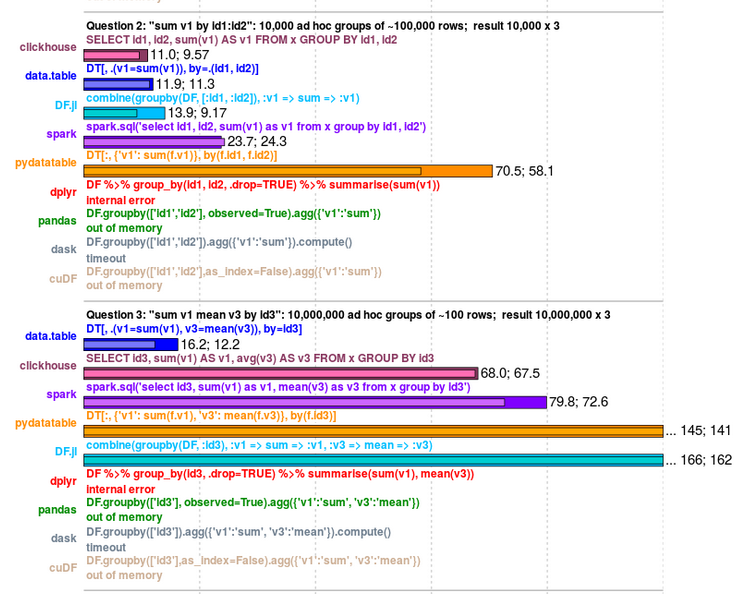 Question 2: "sum v1 by id1:id2": 10,000 ad hoc groups of ~100,000 rows; result 10,000 x 3
clickhouse
SELECT id1, id2, sum(v1) AS v1 FROM x GROUP BY id1, id2
11.0; 9.57
data.table
DT[, .(v1=sum(v1)), by=.(id1, id2)]
11.9; 11.3
DF.jl
combine(groupby(DF, [:id1, :id2]), :v1 => sum => :v1)
13.9; 9.17
spark
spark.sql('select id1, id2, sum(v1) as v1 from x group by id1, id2')
23.7; 24.3
pydatatable
DT[:, {'v1': sum(f.v1)}, by(f.id1, f.id2)]
70.5; 58.1
dplyr
DF %>% group_by(id1, id2, .drop=TRUE) %>% summarise(sum(v1))
internal error
pandas
DF.groupby(['id1','id2'], observed=True).agg({'v1':'sum'})
out of memory
dask
DF.groupby(['id1','id2']).agg({'v1':'sum'}).compute()
timeout
cuDF
DF.groupby(['id1','id2'],as_index=False).agg({'v1':'sum'})
out of memory
Question 3: "sum v1 mean v3 by id3": 10,000,000 ad hoc groups of ~100 rows; result 10,000,000 x 3
data.table
DT[, .(v1=sum(v1), v3=mean(v3)), by=id3]
16.2; 12.2
clickhouse
SELECT id3, sum(v1) AS v1, avg(v3) AS v3 FROM x GROUP BY id3
68.0; 67.5
spark
spark.sql('select id3, sum(v1) as v1, mean(v3) as v3 from x group by id3')
79.8; 72.6
pydatatable
DT[:, {'v1': sum(f.v1), 'v3': mean(f.v3)}, by(f.id3)]
... 145; 141
DF.jl
combine(groupby(DF, :id3), :v1 => sum => :v1, :v3 => mean => :v3)
... 166; 162
dplyr
DF %>% group_by(id3, .drop=TRUE) %>% summarise(sum(v1), mean(v3))
internal error
pandas
DF.groupby(['id3'], observed=True).agg({'v1':'sum', 'v3':'mean'})
out of memory
dask
DF.groupby(['id3']).agg({'v1':'sum', 'v3':'mean'}).compute()
timeout
cuDF
DF.groupby(['id3'],as_index=False).agg({'v1':'sum', 'v3':'mean'})
out of memory